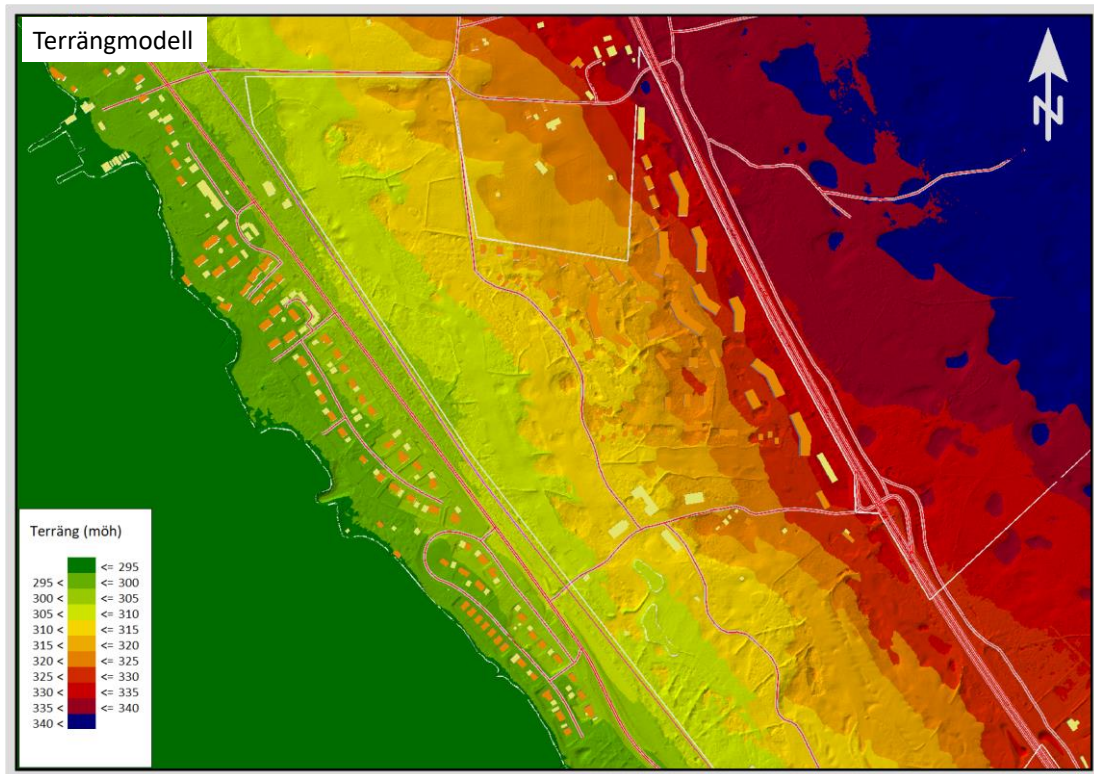 Terrängmodell
N
Terräng (möh)
<= 295
295 < <= 300
300 < <= 305
305 < <= 310
310 < <= 315
315 < <= 320
320 < <= 325
325 < <= 330
330 < <= 335
335 < <= 340
340 <